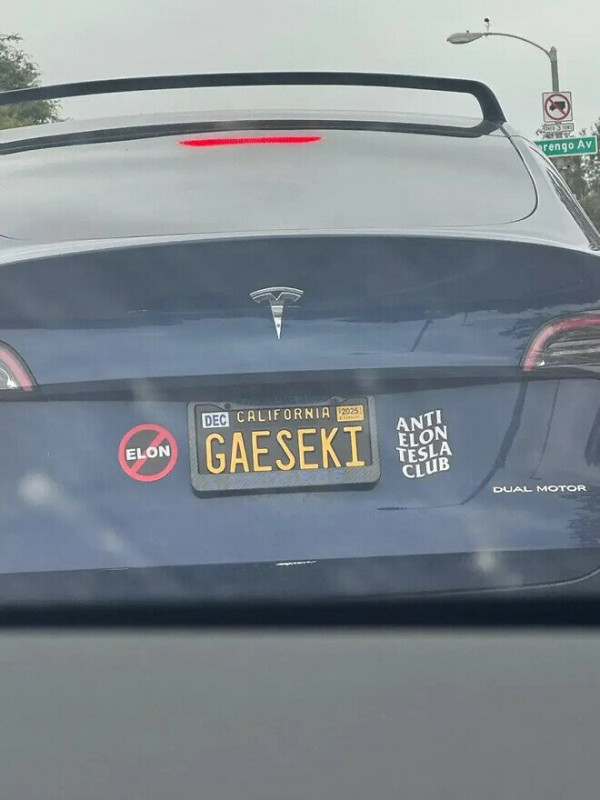 rengo Av
DEC CALIFORNIA 2025
GAESEKI
ELON
ANTI
ELON
TESLA
CLUB
DUAL MOTOR